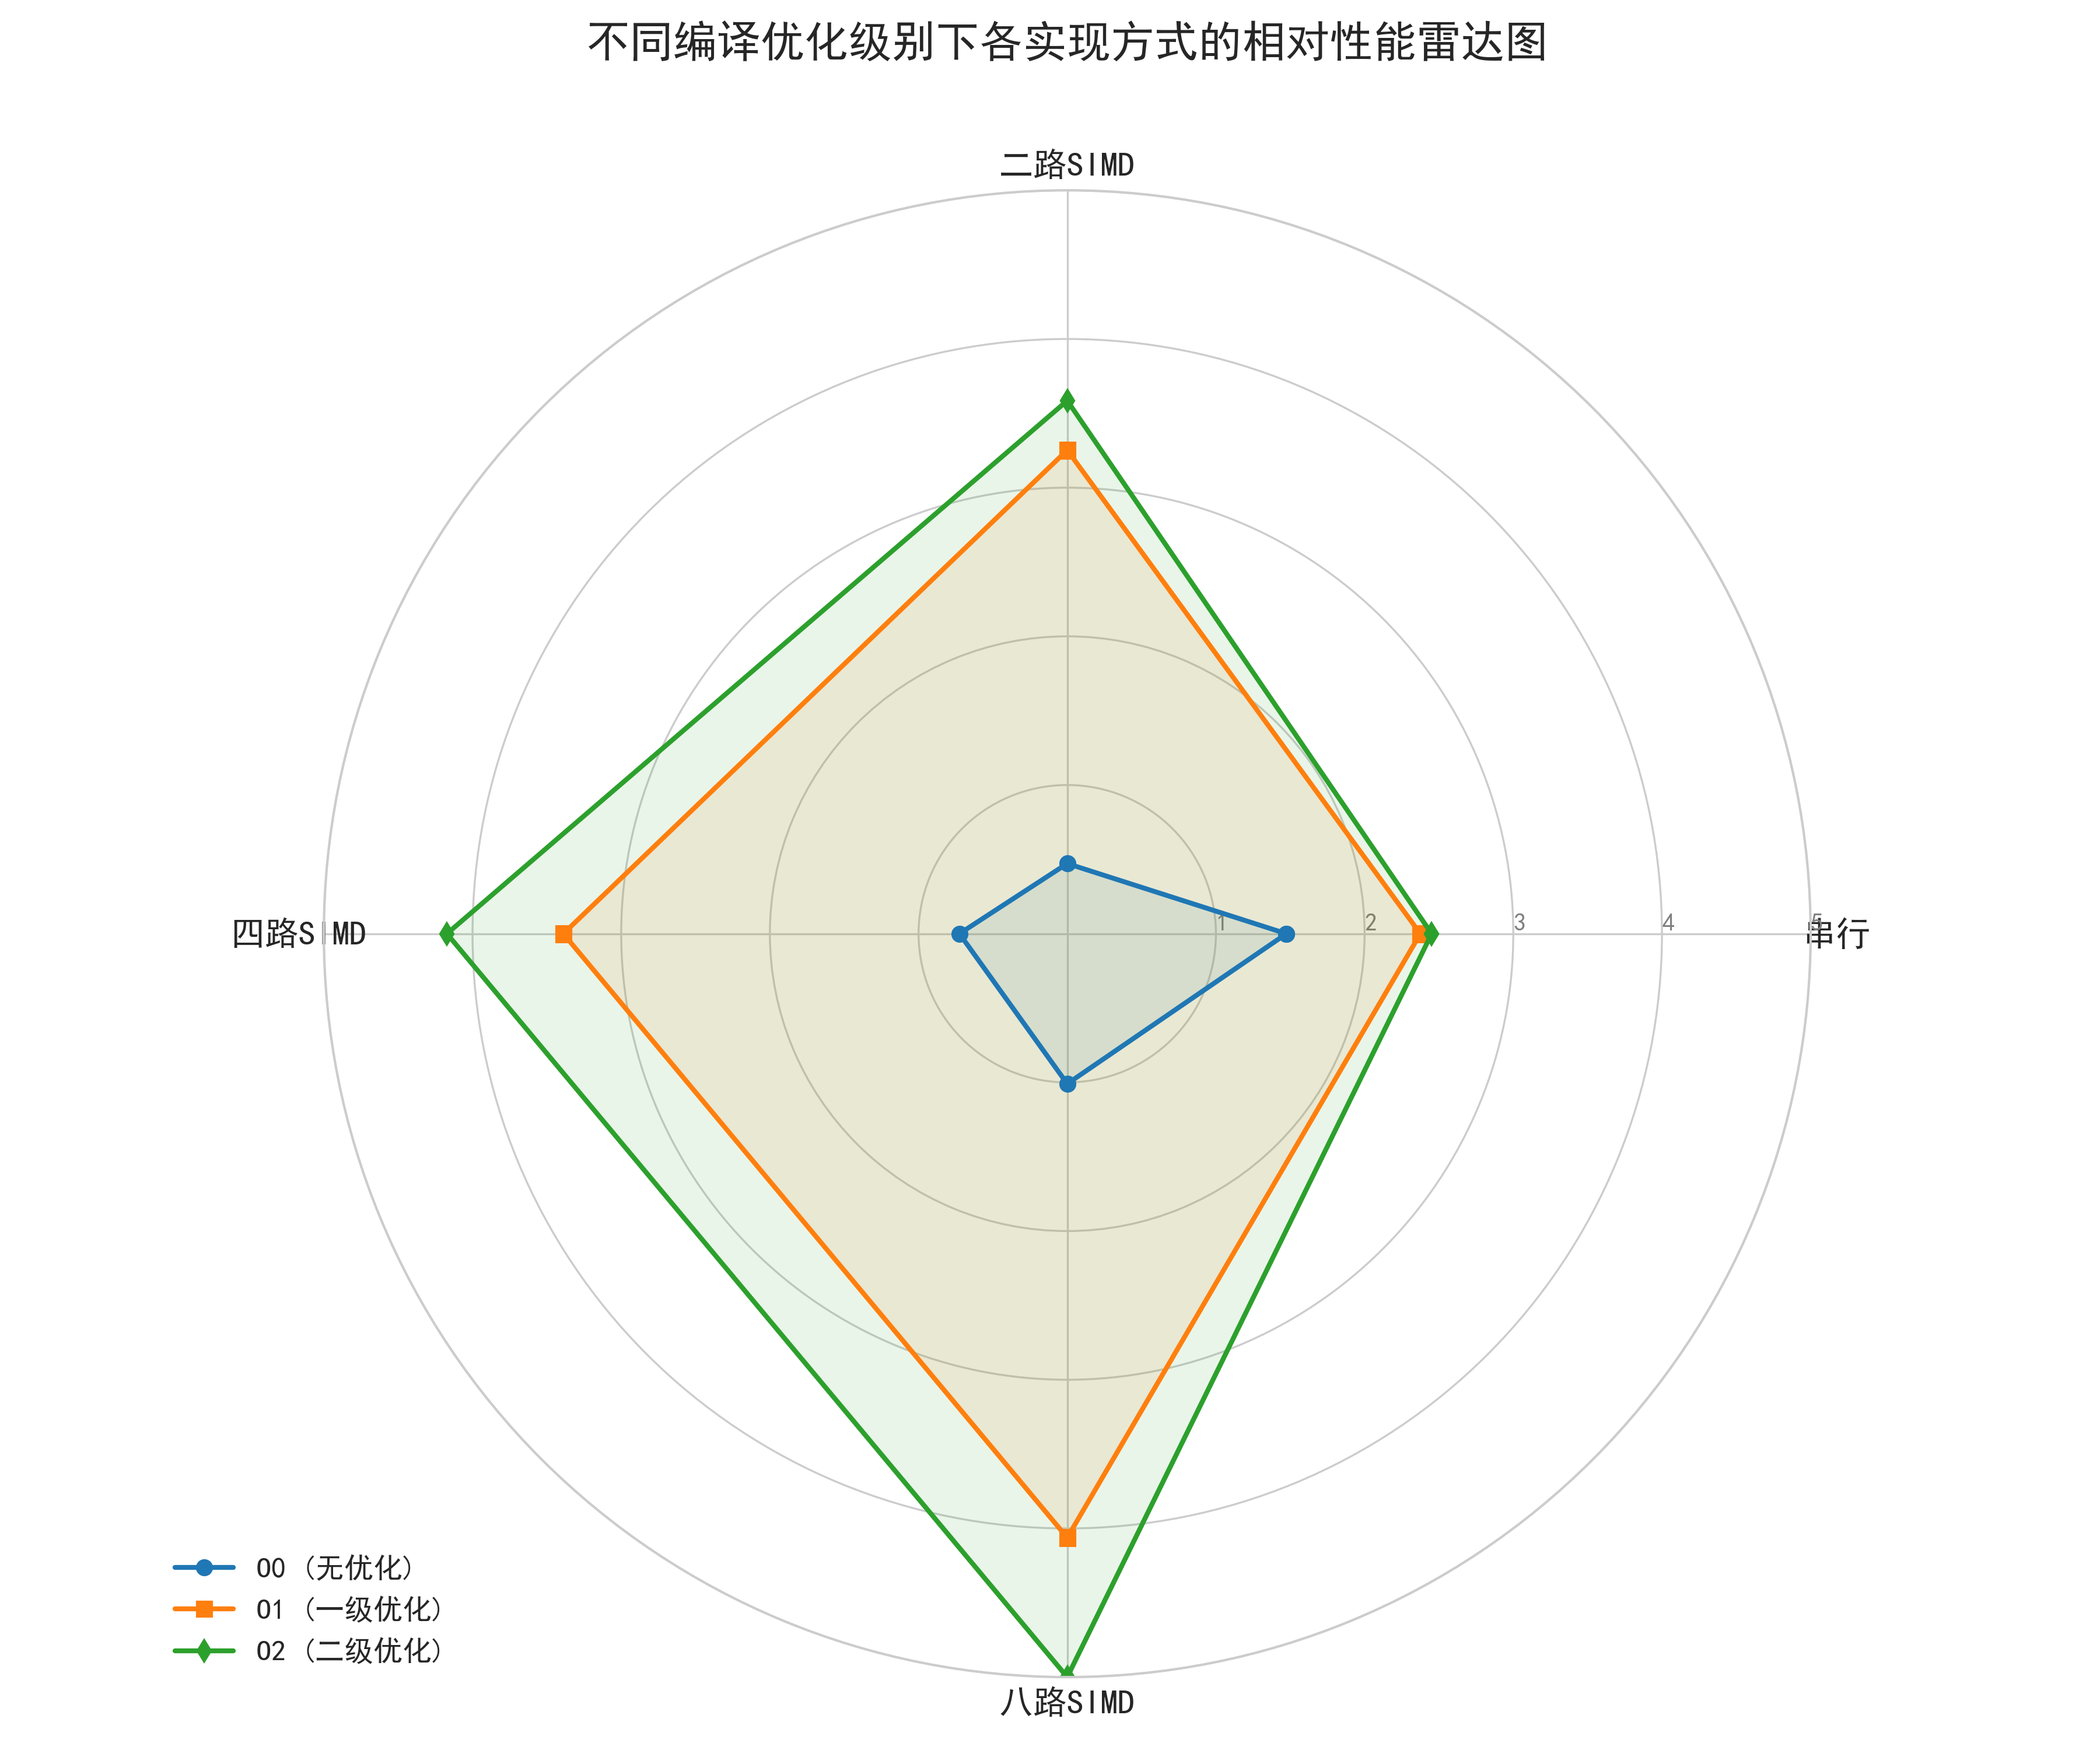 不同编译优化级别下各实现方式的相对性能雷达图
二路SIMD
四路SIMD
1
2
3
4
5
串行
O0 (无优化)
O1 (一级优化)
O2 (二级优化)
八路SIMD